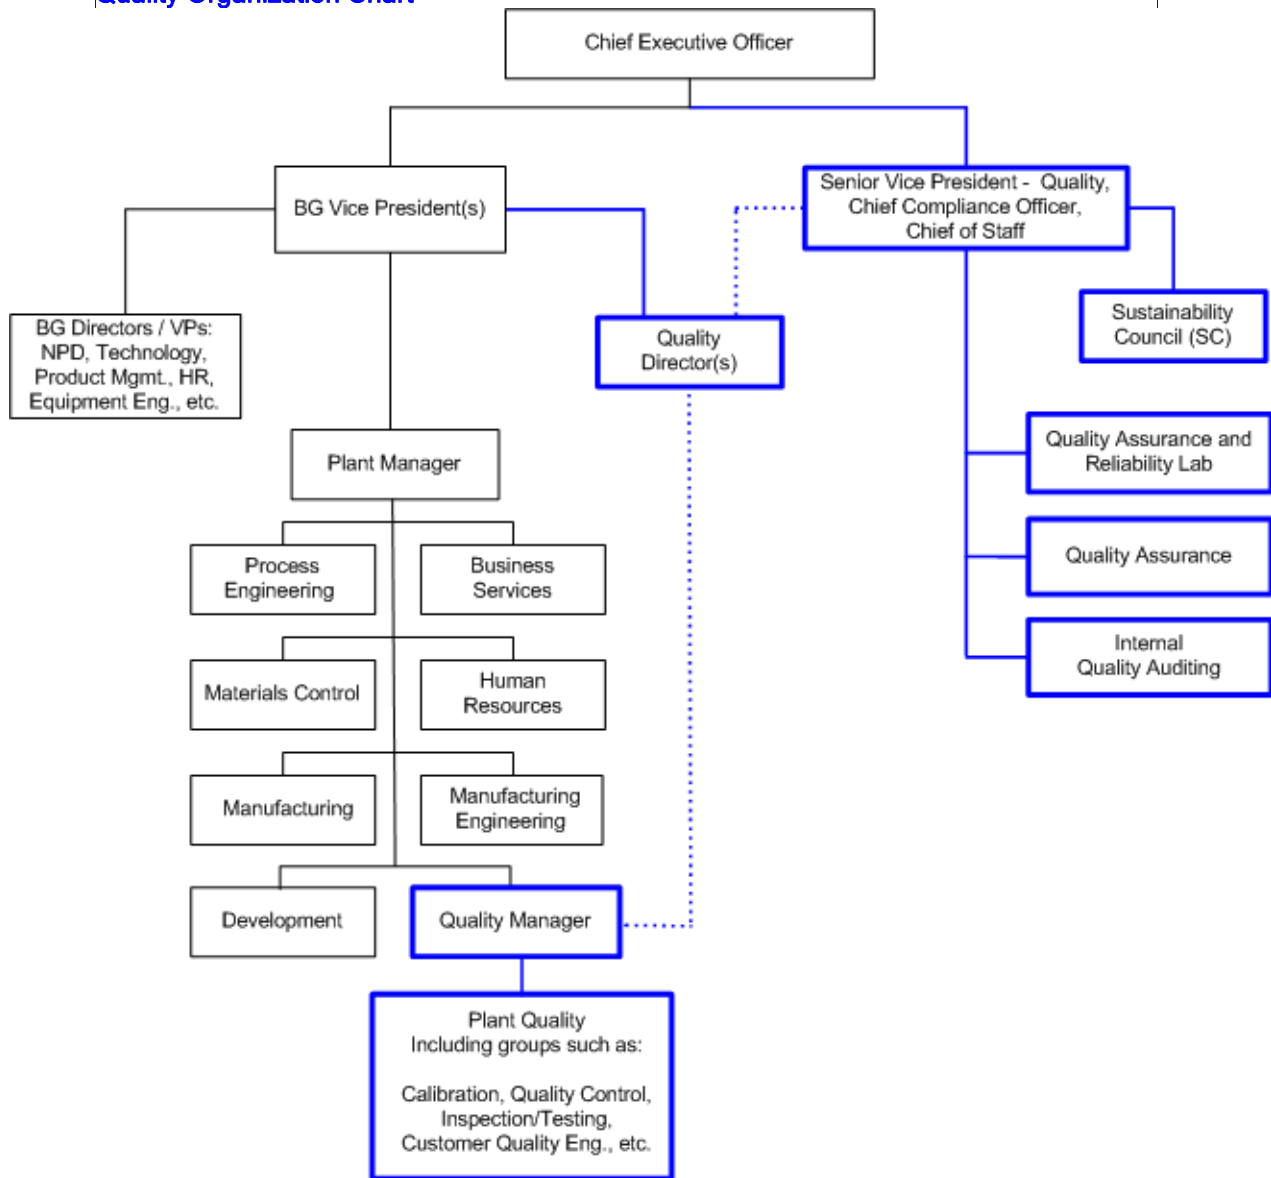 Quality Organization Chart
Chief Executive Officer
BG Vice President(s)
Senior Vice President - Quality,
Chief Compliance Officer,
Chief of Staff
BG Directors / VPs:
NPD, Technology,
Product Mgmt., HR,
Equipment Eng., etc.
Quality
Director(s)
Sustainability
Council (SC)
Plant Manager
Quality Assurance and
Reliability Lab
Process
Engineering
Business
Services
Quality Assurance
Materials Control
Human
Resources
Internal
Quality Auditing
Manufacturing
Manufacturing
Engineering
Development
Quality Manager
Plant Quality
Including groups such as:
Calibration, Quality Control,
Inspection/Testing,
Customer Quality Eng., etc.